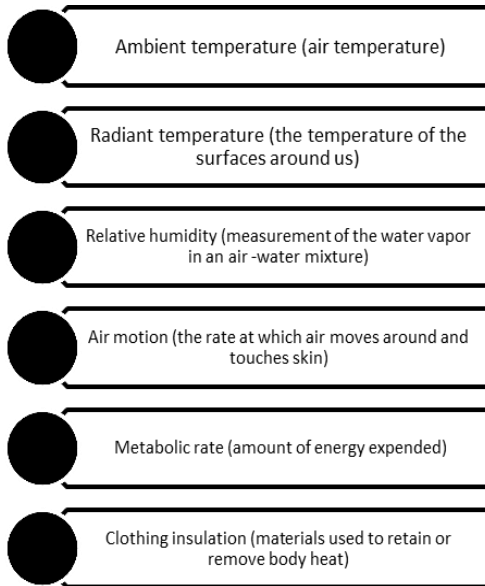 Ambient temperature (air temperature)
Radiant temperature (the temperature of the
surfaces around us)
Relative humidity (measurement of the water vapor
in an air -water mixture)
Air motion (the rate at which air moves around and
touches skin)
Metabolic rate (amount of energy expended)
Clothing insulation (materials used to retain or
remove body heat)